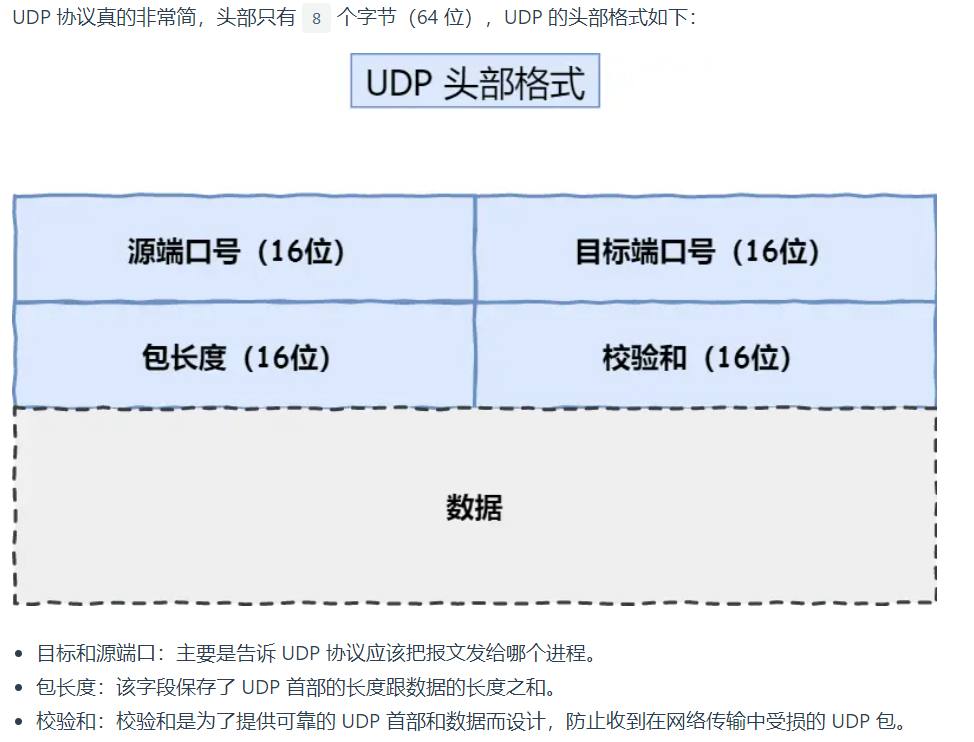 UDP 协议真的非常简，头部只有 8 个字节（64 位），UDP 的头部格式如下：
UDP 头部格式
源端口号（16位） 目标端口号（16位）
包长度（16位） 校验和（16位）
数据
• 目标和源端口：主要是告诉 UDP 协议应该把报文发给哪个进程。
• 包长度：该字段保存了 UDP 首部的长度跟数据的长度之和。
• 校验和：校验和是为了提供可靠的 UDP 首部和数据而设计，防止收到在网络传输中受损的 UDP 包。